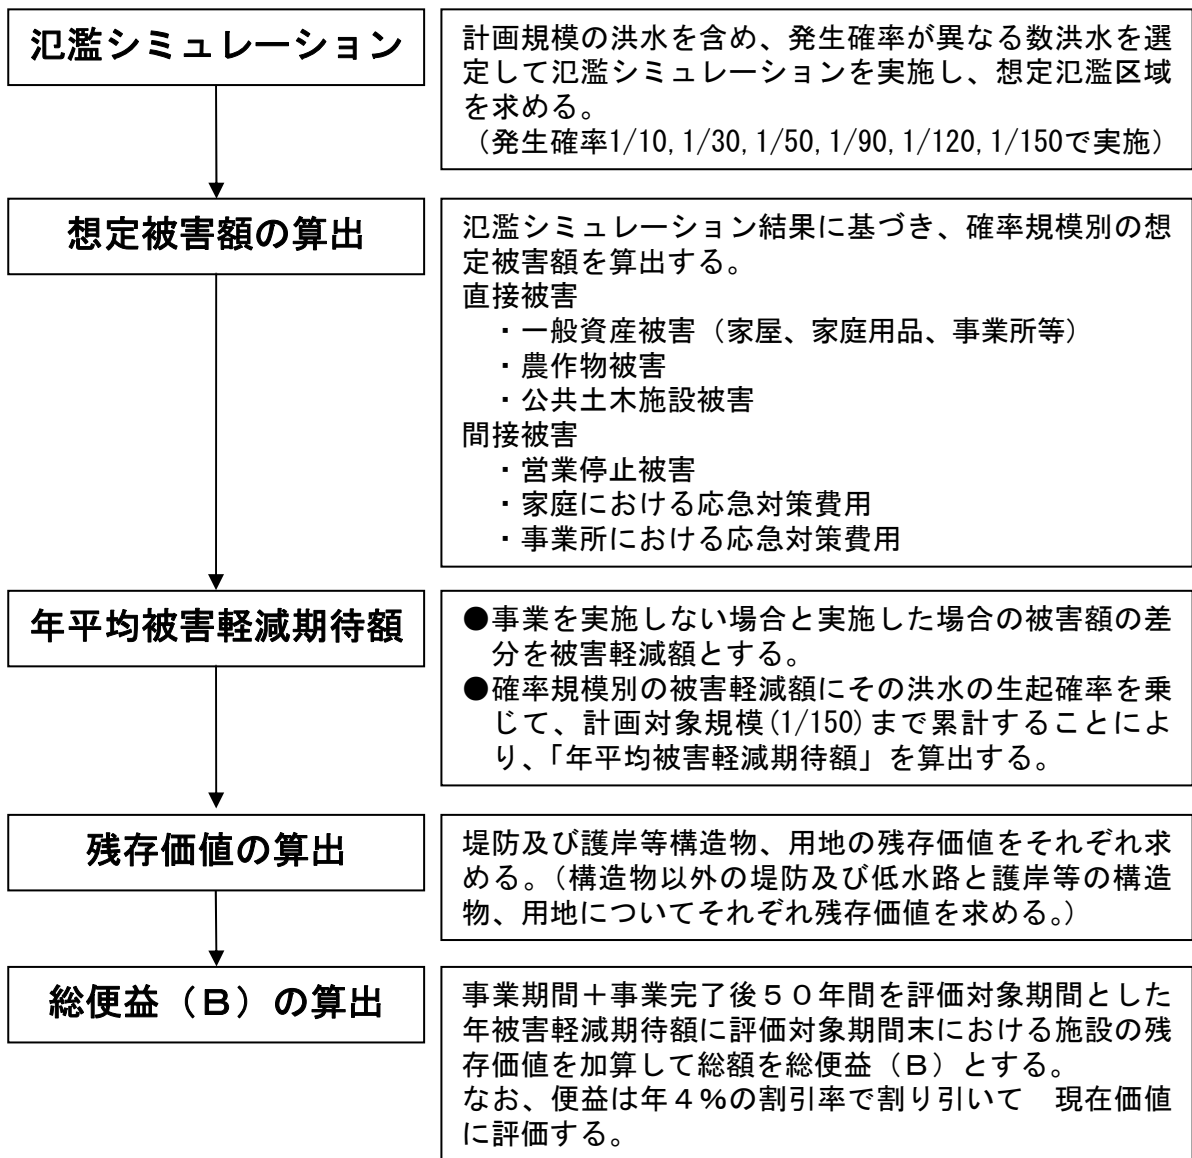 氾濫シミュレーション
計画規模の洪水を含め、発生確率が異なる数洪水を選
定して氾濫シミュレーションを実施し、想定氾濫区域
を求める。
（発生確率1/10,1/30,1/50,1/90,1/120,1/150で実施）
想定被害額の算出
氾濫シミュレーション結果に基づき、確率規模別の想
定被害額を算出する。
直接被害
・一般資産被害（家屋、家庭用品、事業所等）
・農作物被害
・公共土木施設被害
間接被害
・営業停止被害
・家庭における応急対策費用
・事業所における応急対策費用
年平均被害軽減期待額
●事業を実施しない場合と実施した場合の被害額の差
分を被害軽減額とする。
●確率規模別の被害軽減額にその洪水の生起確率を乗
じて、計画対象規模(1/150)まで累計することによ
り、「年平均被害軽減期待額」を算出する。
残存価値の算出
堤防及び護岸等構造物、用地の残存価値をそれぞれ求
める。（構造物以外の堤防及び低水路と護岸等の構造
物、用地についてそれぞれ残存価値を求める。）
総便益（Ｂ）の算出
事業期間＋事業完了後５０年間を評価対象期間とした
年被害軽減期待額に評価対象期間末における施設の残
存価値を加算して総額を総便益（Ｂ）とする。
なお、便益は年４％の割引率で割り引いて　現在価値
に評価する。